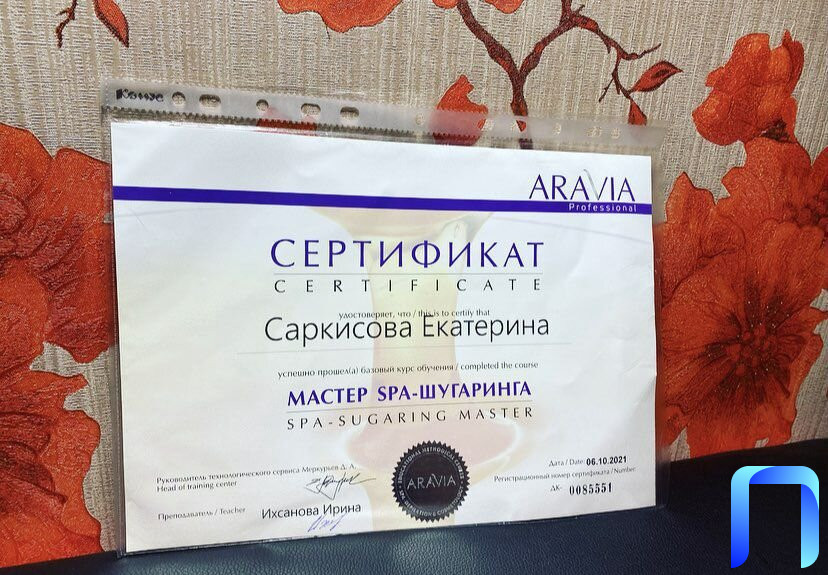 Комус
ARAVIA
Professional
СЕРТИФИКАТ
CERTIFICATE
удостоверяет, что / this is to certify that
Саркисова Екатерина
успешно прошел(а) базовый курс обучения / completed the course
МАСТЕР SPA-ШУГАРИНГА
SPA-SUGARING MASTER
Руководитель технологического сервиса Меркурьев Д. А.
Head of training center
Преподаватель / Teacher Ихсанова Ирина
ARAVIA
Дата / Date: 06.10.2021
Регистрационный номер сертификата / Number
ДК- 0085551